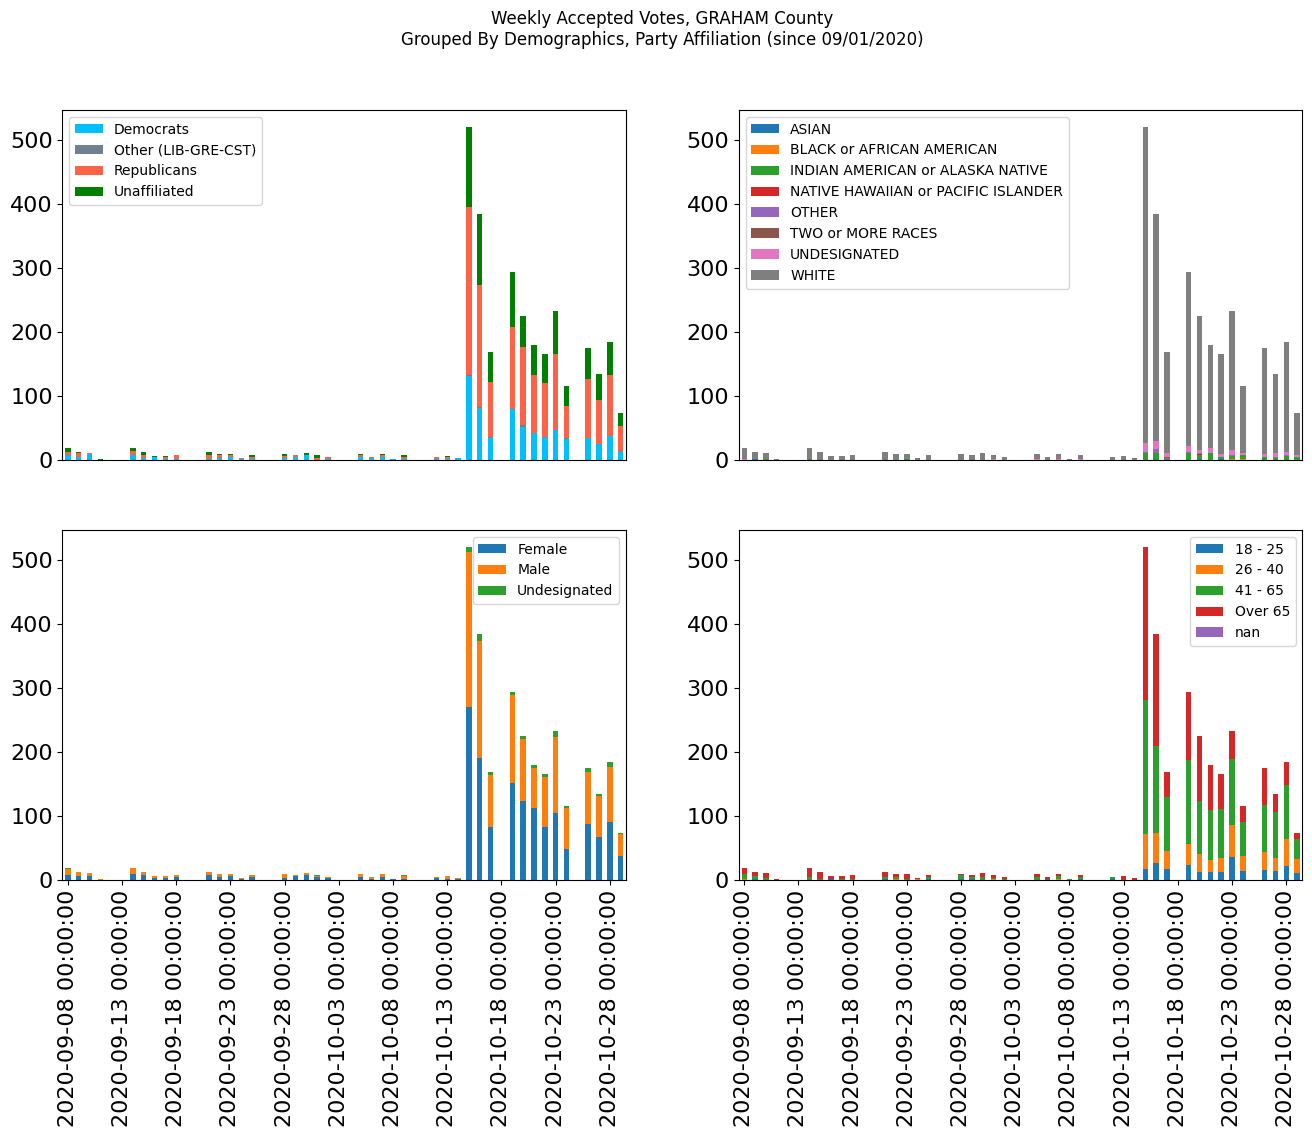 Weekly Accepted Votes, GRAHAM County
Grouped By Demographics, Party Affiliation (since 09/01/2020)
500
400
300
200
100
0
Democrats
Other (LIB-GRE-CST)
Republicans
Unaffiliated
500
400
300
200
100
0
ASIAN
BLACK or AFRICAN AMERICAN
INDIAN AMERICAN or ALASKA NATIVE
NATIVE HAWAIIAN or PACIFIC ISLANDER
OTHER
TWO or MORE RACES
UNDESIGNATED
WHITE
500
400
300
200
100
0
Female
Male
Undesignated
2020-09-08 00:00:00
2020-09-13 00:00:00
2020-09-18 00:00:00
2020-09-23 00:00:00
2020-09-28 00:00:00
2020-10-03 00:00:00
2020-10-08 00:00:00
2020-10-13 00:00:00
2020-10-18 00:00:00
2020-10-23 00:00:00
2020-10-28 00:00:00
500
400
300
200
100
0
18 - 25
26 - 40
41 - 65
Over 65
nan
2020-09-08 00:00:00
2020-09-13 00:00:00
2020-09-18 00:00:00
2020-09-23 00:00:00
2020-09-28 00:00:00
2020-10-03 00:00:00
2020-10-08 00:00:00
2020-10-13 00:00:00
2020-10-18 00:00:00
2020-10-23 00:00:00
2020-10-28 00:00:00